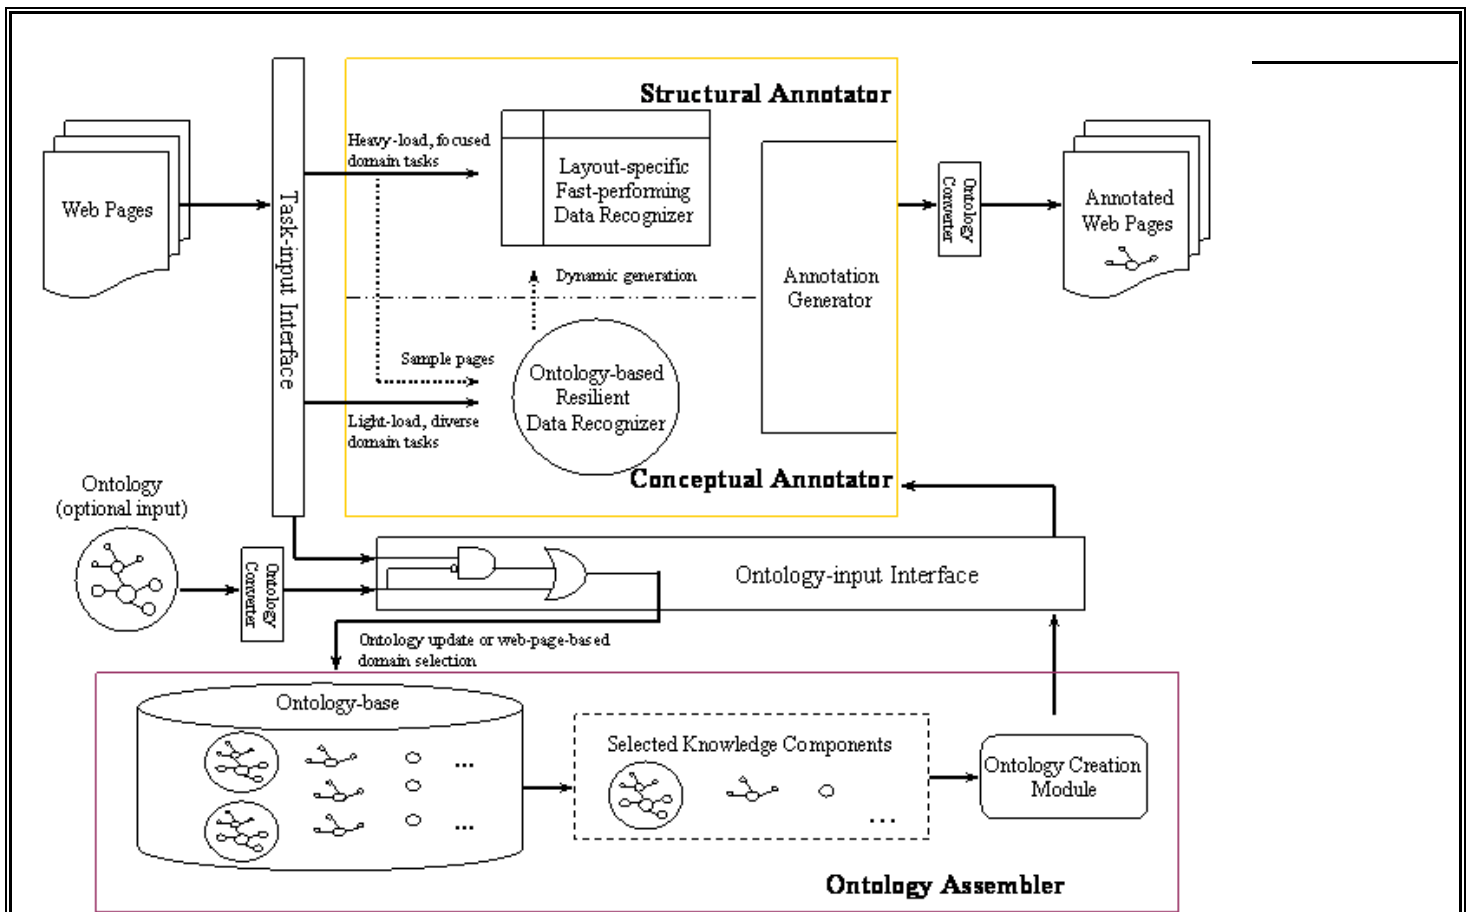 Structural Annotator
Web Pages
Task-input Interface
Heavy-load, focused
domain tasks
Layout-specific
Fast-performing
Data Recognizer
Dynamic generation
Annotation
Generator
Ontology
Converter
Annotated
Web Pages
Sample pages
Ontology-based
Resilient
Data Recognizer
Light-load, diverse
domain tasks
Conceptual Annotator
Ontology
(optional input)
Ontology
Converter
Ontology-input Interface
Ontology update or web-page-based
domain selection
Ontology-base
...
...
Selected Knowledge Components
...
Ontology Creation
Module
Ontology Assembler